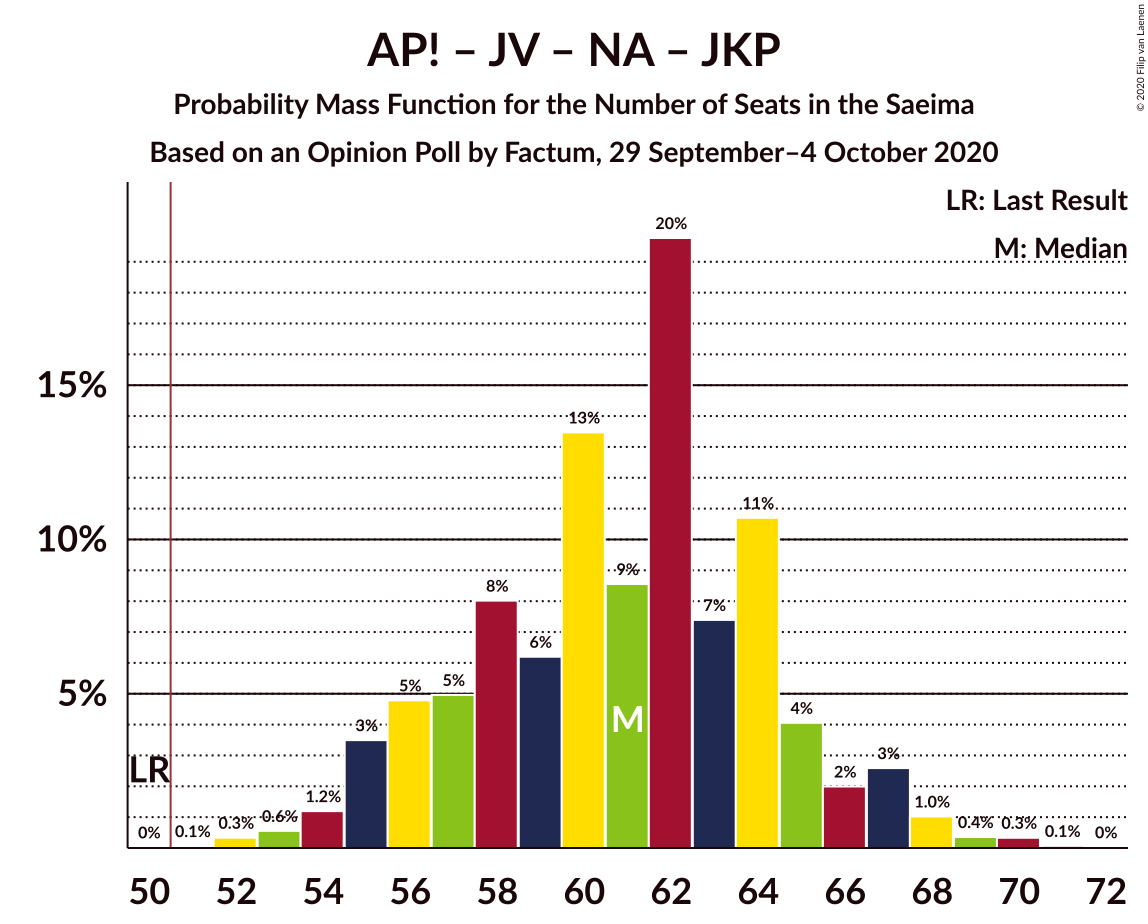 AP! – JV – NA – JKP
Probability Mass Function for the Number of Seats in the Saeima
Based on an Opinion Poll by Factum, 29 September–4 October 2020
© 2020 Filip van Laenen
LR: Last Result
M: Median
15%
10%
5%
LR
M
0%
0.1%
0.3%
0.6%
1.2%
3%
5%
5%
8%
6%
13%
9%
20%
7%
11%
4%
2%
3%
1.0%
0.4%
0.3%
0.1%
0%
50 52 54 56 58 60 62 64 66 68 70 72